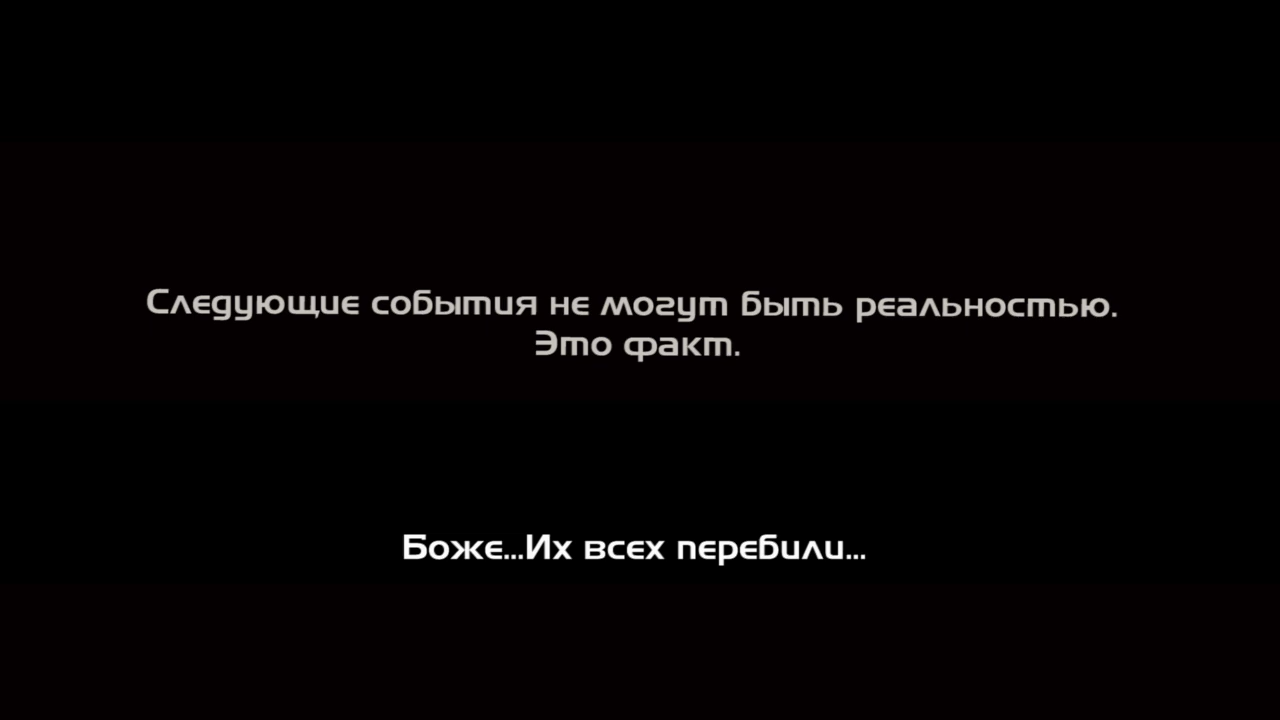 Следующие события не могут быть реальностью.
Это факт.
Боже...Их всех перебили...